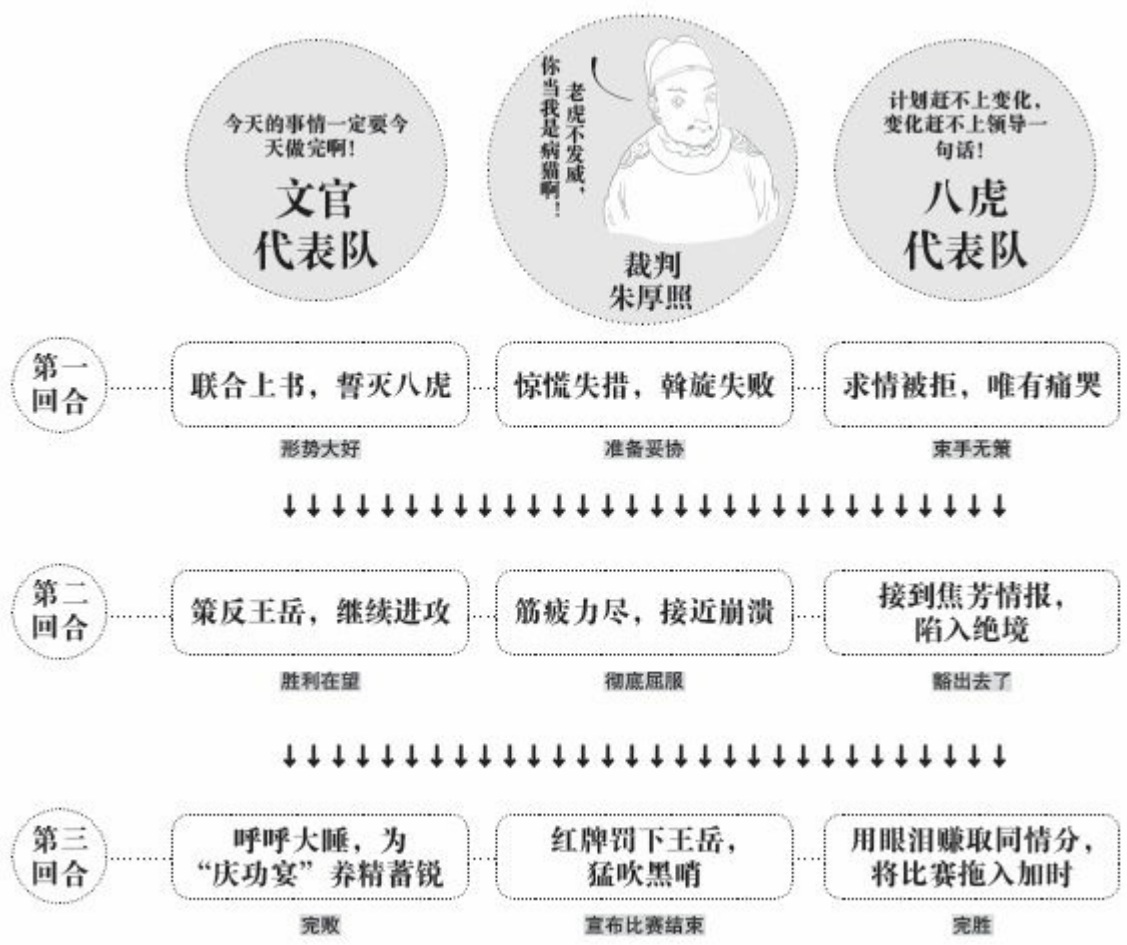 今天的事情一定要今
天做完啊！
文官
代表队
老虎不发威，
你当我是病猫啊！！
裁判
朱厚照
计划赶不上变化，
变化赶不上领导一
句话！
八虎
代表队
第一
回合
联合上书，誓灭八虎
形势大好
惊慌失措，斡旋失败
准备妥协
求情被拒，唯有痛哭
束手无策
第二
回合
策反王岳，继续进攻
胜利在望
筋疲力尽，接近崩溃
彻底屈服
接到焦芳情报，
陷入绝境
豁出去了
第三
回合
呼呼大睡，为
“庆功宴”养精蓄锐
完败
红牌罚下王岳，
猛吹黑哨
宣布比赛结束
用眼泪赚取同情分，
将比赛拖入加时
完胜